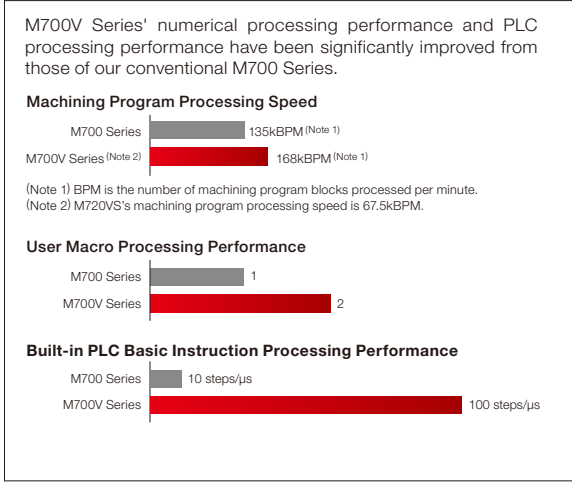 M700V Series' numerical processing performance and PLC
processing performance have been significantly improved from
those of our conventional M700 Series.
Machining Program Processing Speed
M700 Series 135kBPM (Note 1)
M700V Series (Note 2) 168kBPM (Note 1)
(Note 1) BPM is the number of machining program blocks processed per minute.
(Note 2) M720VS's machining program processing speed is 67.5kBPM.
User Macro Processing Performance
M700 Series 1
M700V Series 2
Built-in PLC Basic Instruction Processing Performance
M700 Series 10 steps/µs
M700V Series 100 steps/µs